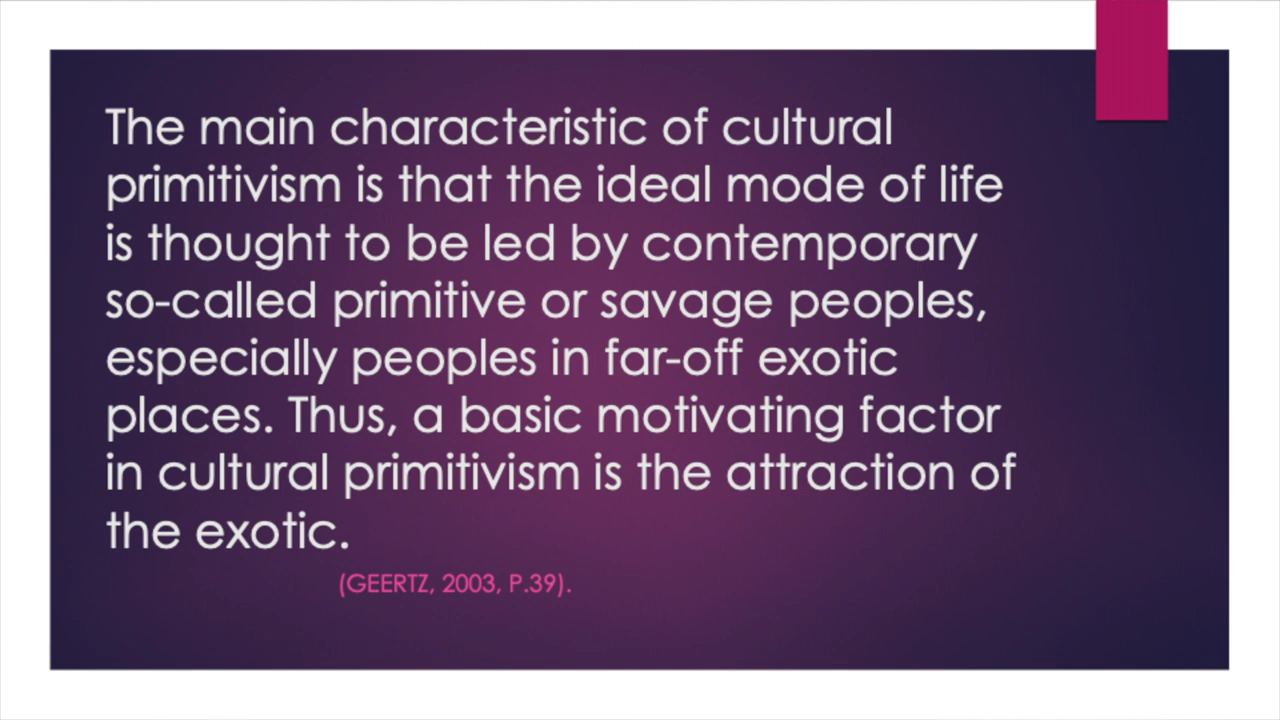 The main characteristic of cultural
primitivism is that the ideal mode of life
is thought to be led by contemporary
so-called primitive or savage peoples,
especially peoples in far-off exotic
places. Thus, a basic motivating factor
in cultural primitivism is the attraction of
the exotic.
(GEERTZ, 2003, P.39).